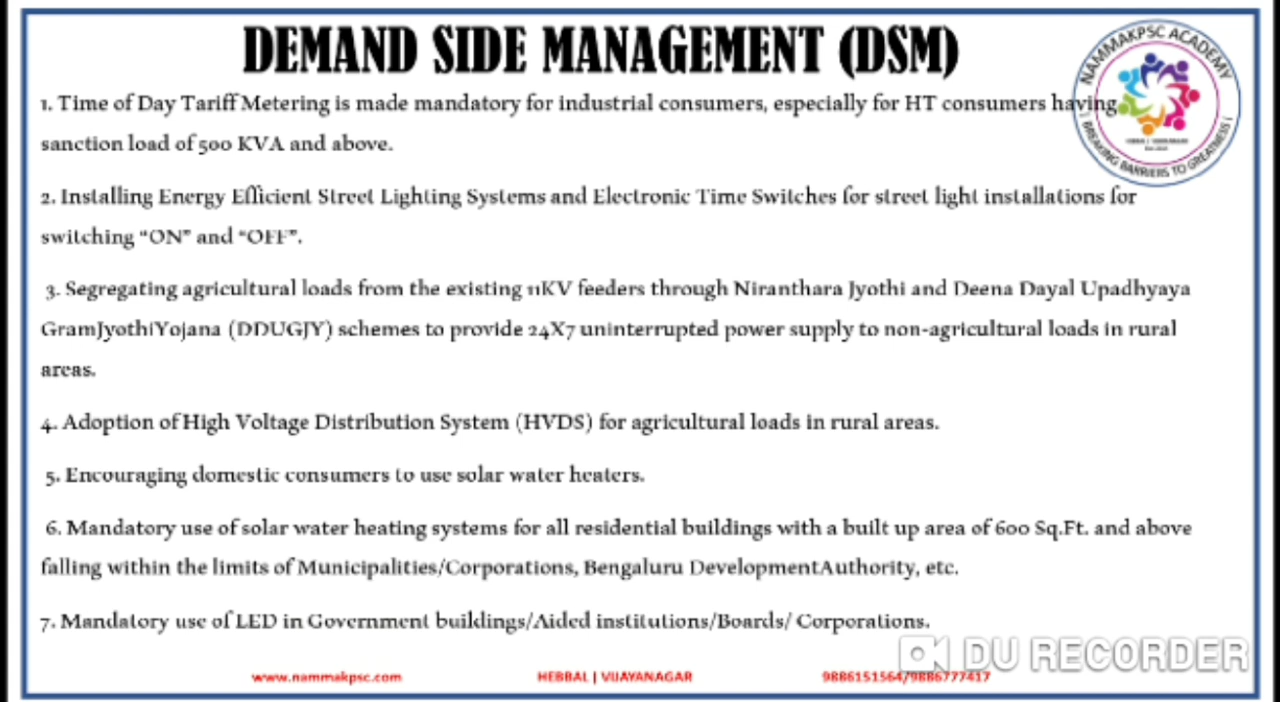 DEMAND SIDE MANAGEMENT (DSM)
NAMMAKPSC ACADEMY
1. Time of Day Tariff Metering is made mandatory for industrial consumers, especially for HT consumers having
sanction load of 500 KVA and above.
BREAKING BARRIERS TO GREATNESS
2. Installing Energy Efficient Street Lighting Systems and Electronic Time Switches for street light installations for
switching “ON” and “OFF”.
3. Segregating agricultural loads from the existing 11KV feeders through Niranthara Jyothi and Deena Dayal Upadhyaya
GramJyothiYojana (DDUGJY) schemes to provide 24X7 uninterrupted power supply to non-agricultural loads in rural
areas.
4. Adoption of High Voltage Distribution System (HVDS) for agricultural loads in rural areas.
5. Encouraging domestic consumers to use solar water heaters.
6. Mandatory use of solar water heating systems for all residential buildings with a built up area of 600 Sq.Ft. and above
falling within the limits of Municipalities/Corporations, Bengaluru DevelopmentAuthority, etc.
7. Mandatory use of LED in Government buildings/Aided institutions/Boards/ Corporations.
DU RECORDER
www.nammakpsc.com HEBBAL | VIJAYANAGAR 9886151564/9886777417